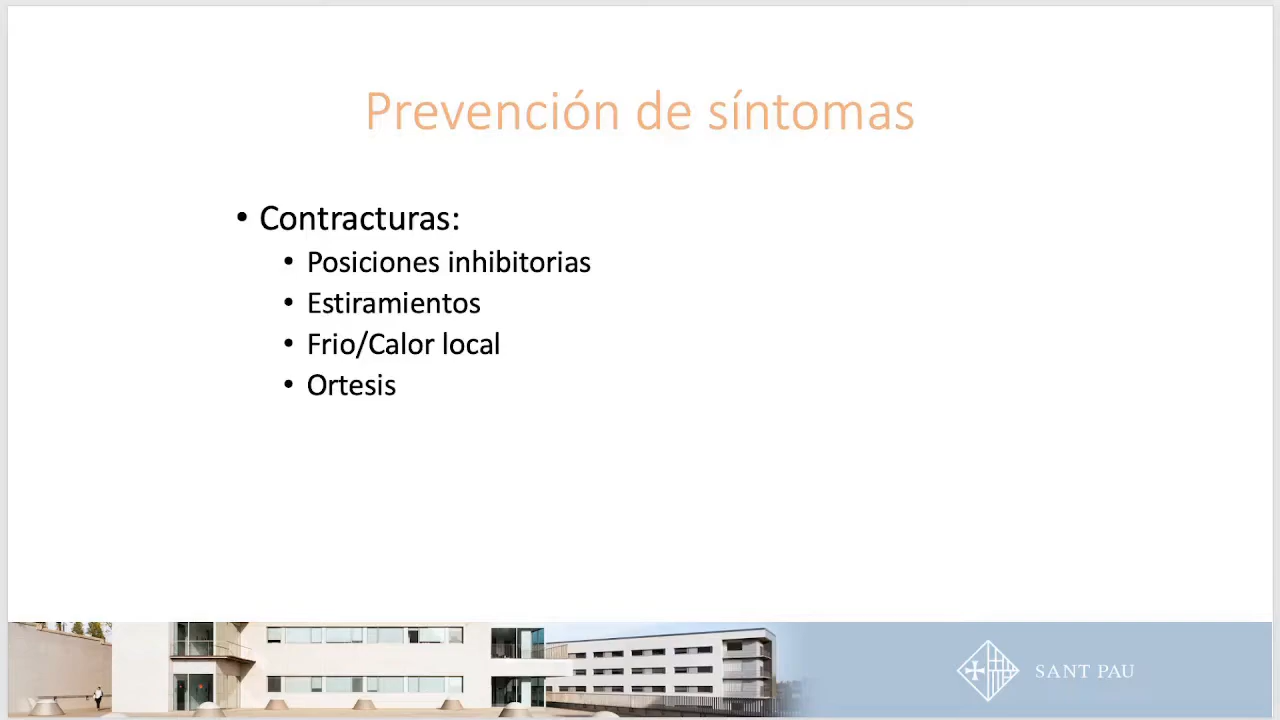 Prevención de síntomas
• Contracturas:
• Posiciones inhibitorias
• Estiramientos
• Frio/Calor local
• Ortesis
SANT PAU